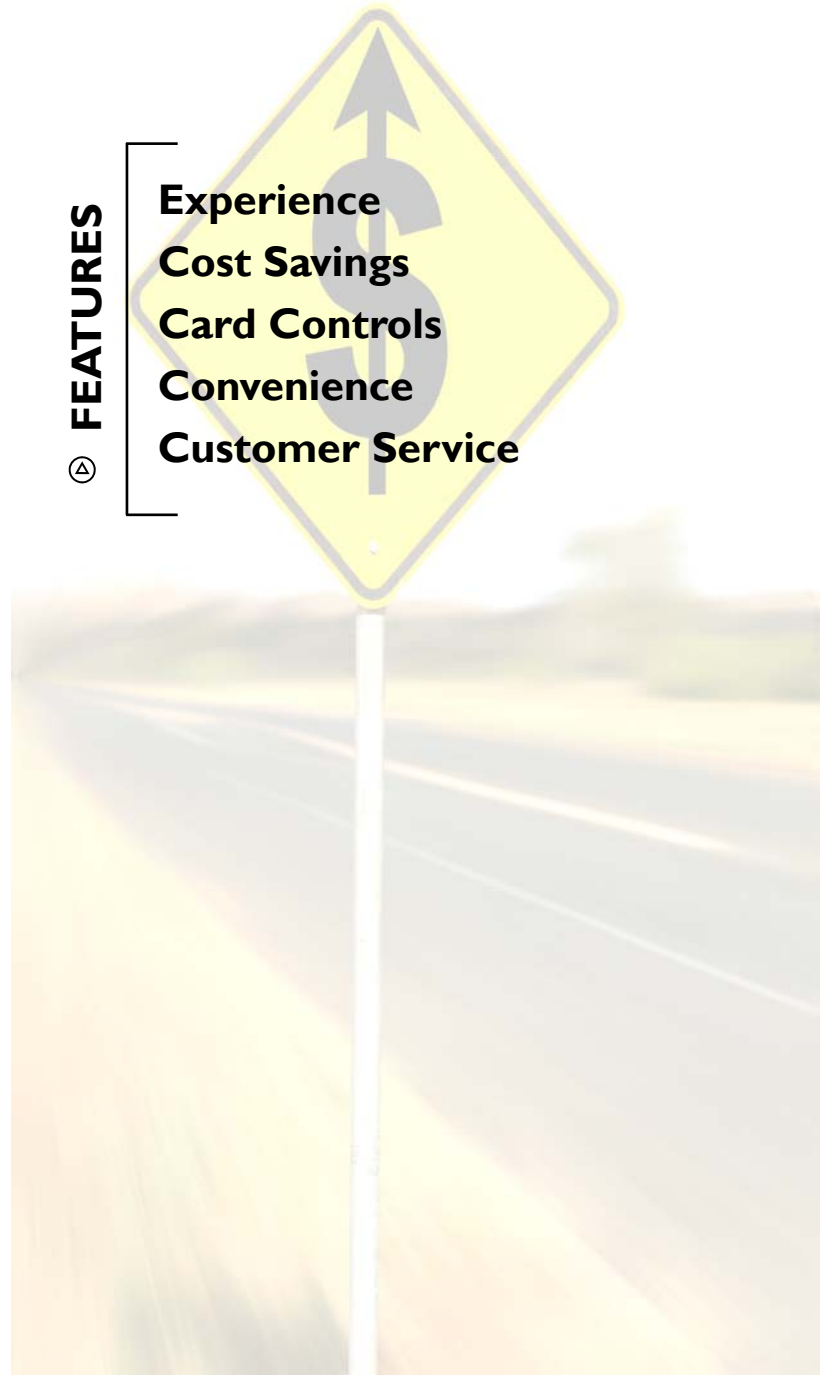 FEATURES
Experience
Cost Savings
Card Controls
Convenience
Customer Service